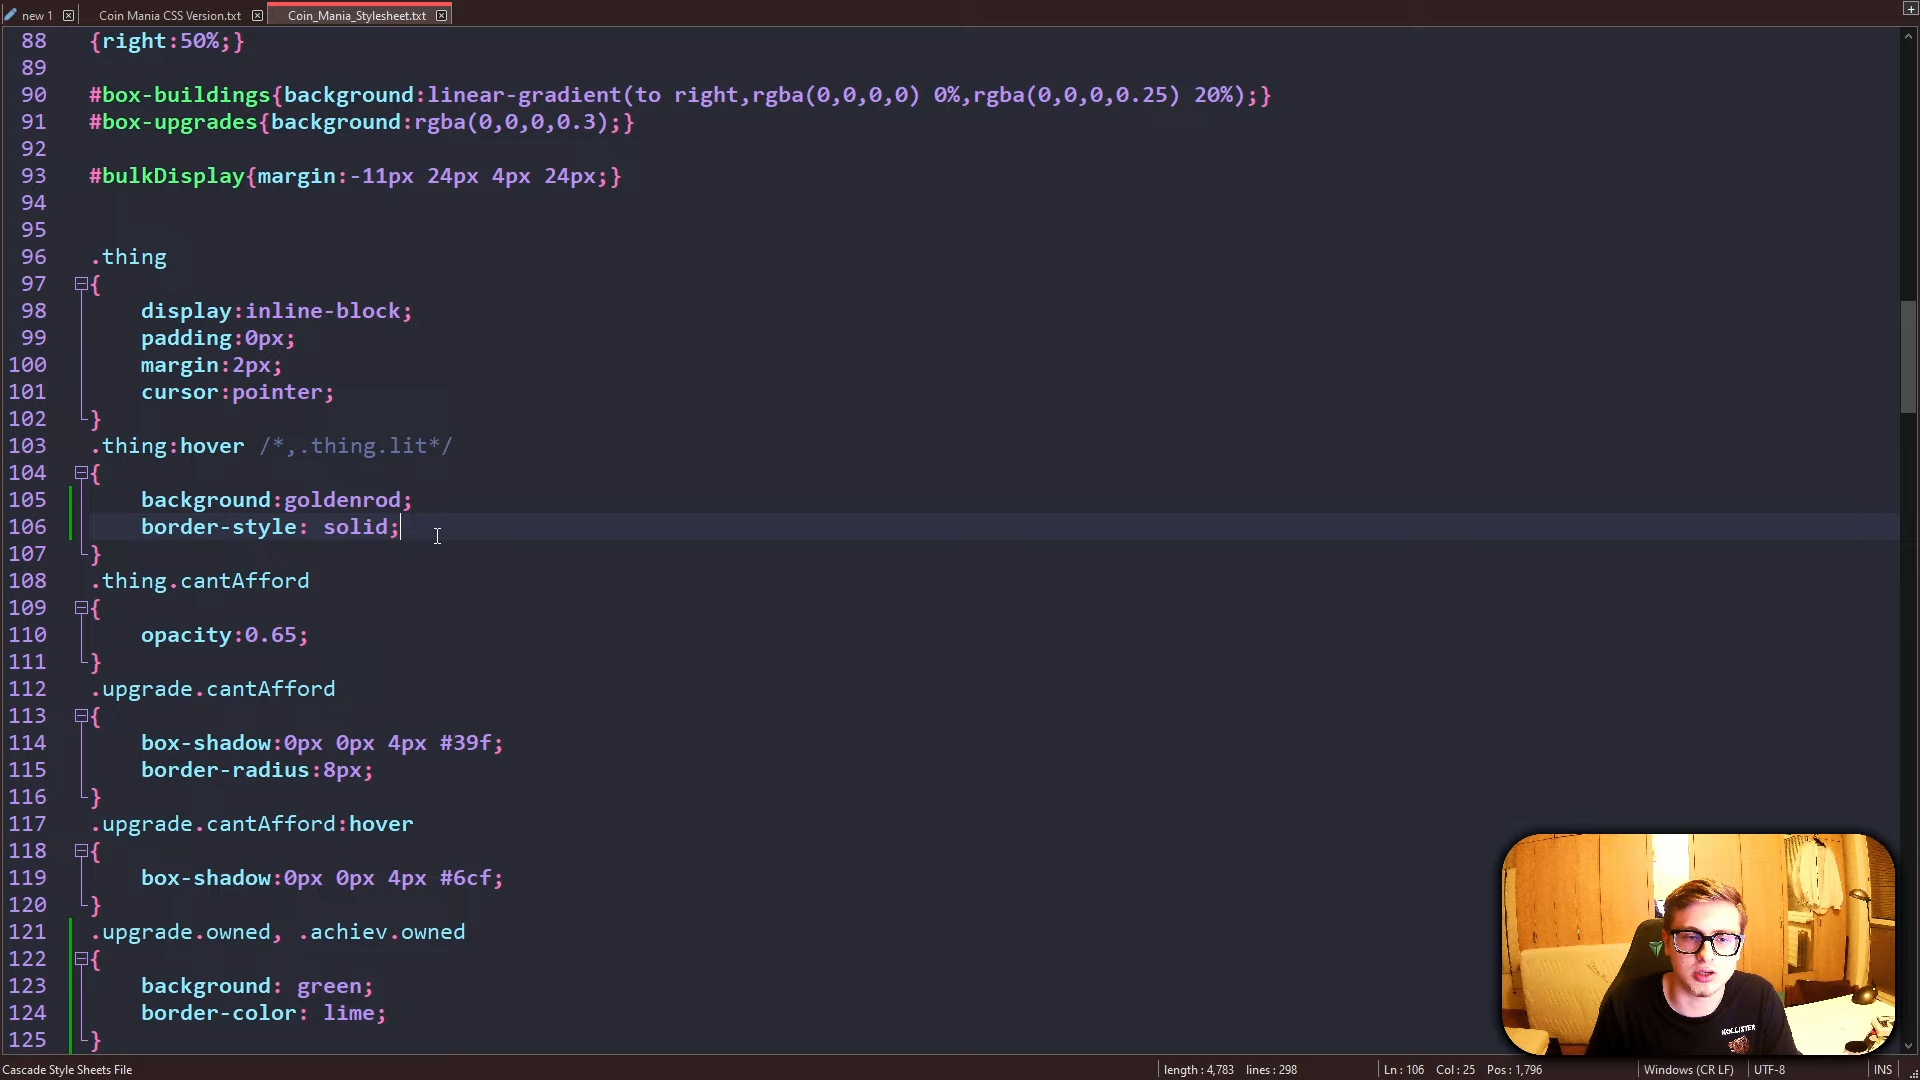 new 1
Coin Mania CSS Version.txt
Coin_Mania_Stylesheet.txt
88 {right:50%;}
89
90 #box-buildings{background:linear-gradient(to right,rgba(0,0,0,0) 0%,rgba(0,0,0,0.25) 20%);}
91 #box-upgrades{background:rgba(0,0,0,0.3);}
92
93 #bulkDisplay{margin:-11px 24px 4px 24px;}
94
95
96 .thing
97 {
98 display:inline-block;
99 padding:0px;
100 margin:2px;
101 cursor:pointer;
102 }
103 .thing:hover /*,.thing.lit*/
104 {
105 background:goldenrod;
106 border-style: solid;
107 }
108 .thing.cantAfford
109 {
110 opacity:0.65;
111 }
112 .upgrade.cantAfford
113 {
114 box-shadow:0px 0px 4px #39f;
115 border-radius:8px;
116 }
117 .upgrade.cantAfford:hover
118 {
119 box-shadow:0px 0px 4px #6cf;
120 }
121 .upgrade.owned, .achiev.owned
122 {
123 background: green;
124 border-color: lime;
125 }
HOLLISTER
Cascade Style Sheets File
length : 4,783 lines : 298
Ln : 106 Col : 25 Pos : 1,796
Windows (CR LF)
UTF-8
INS